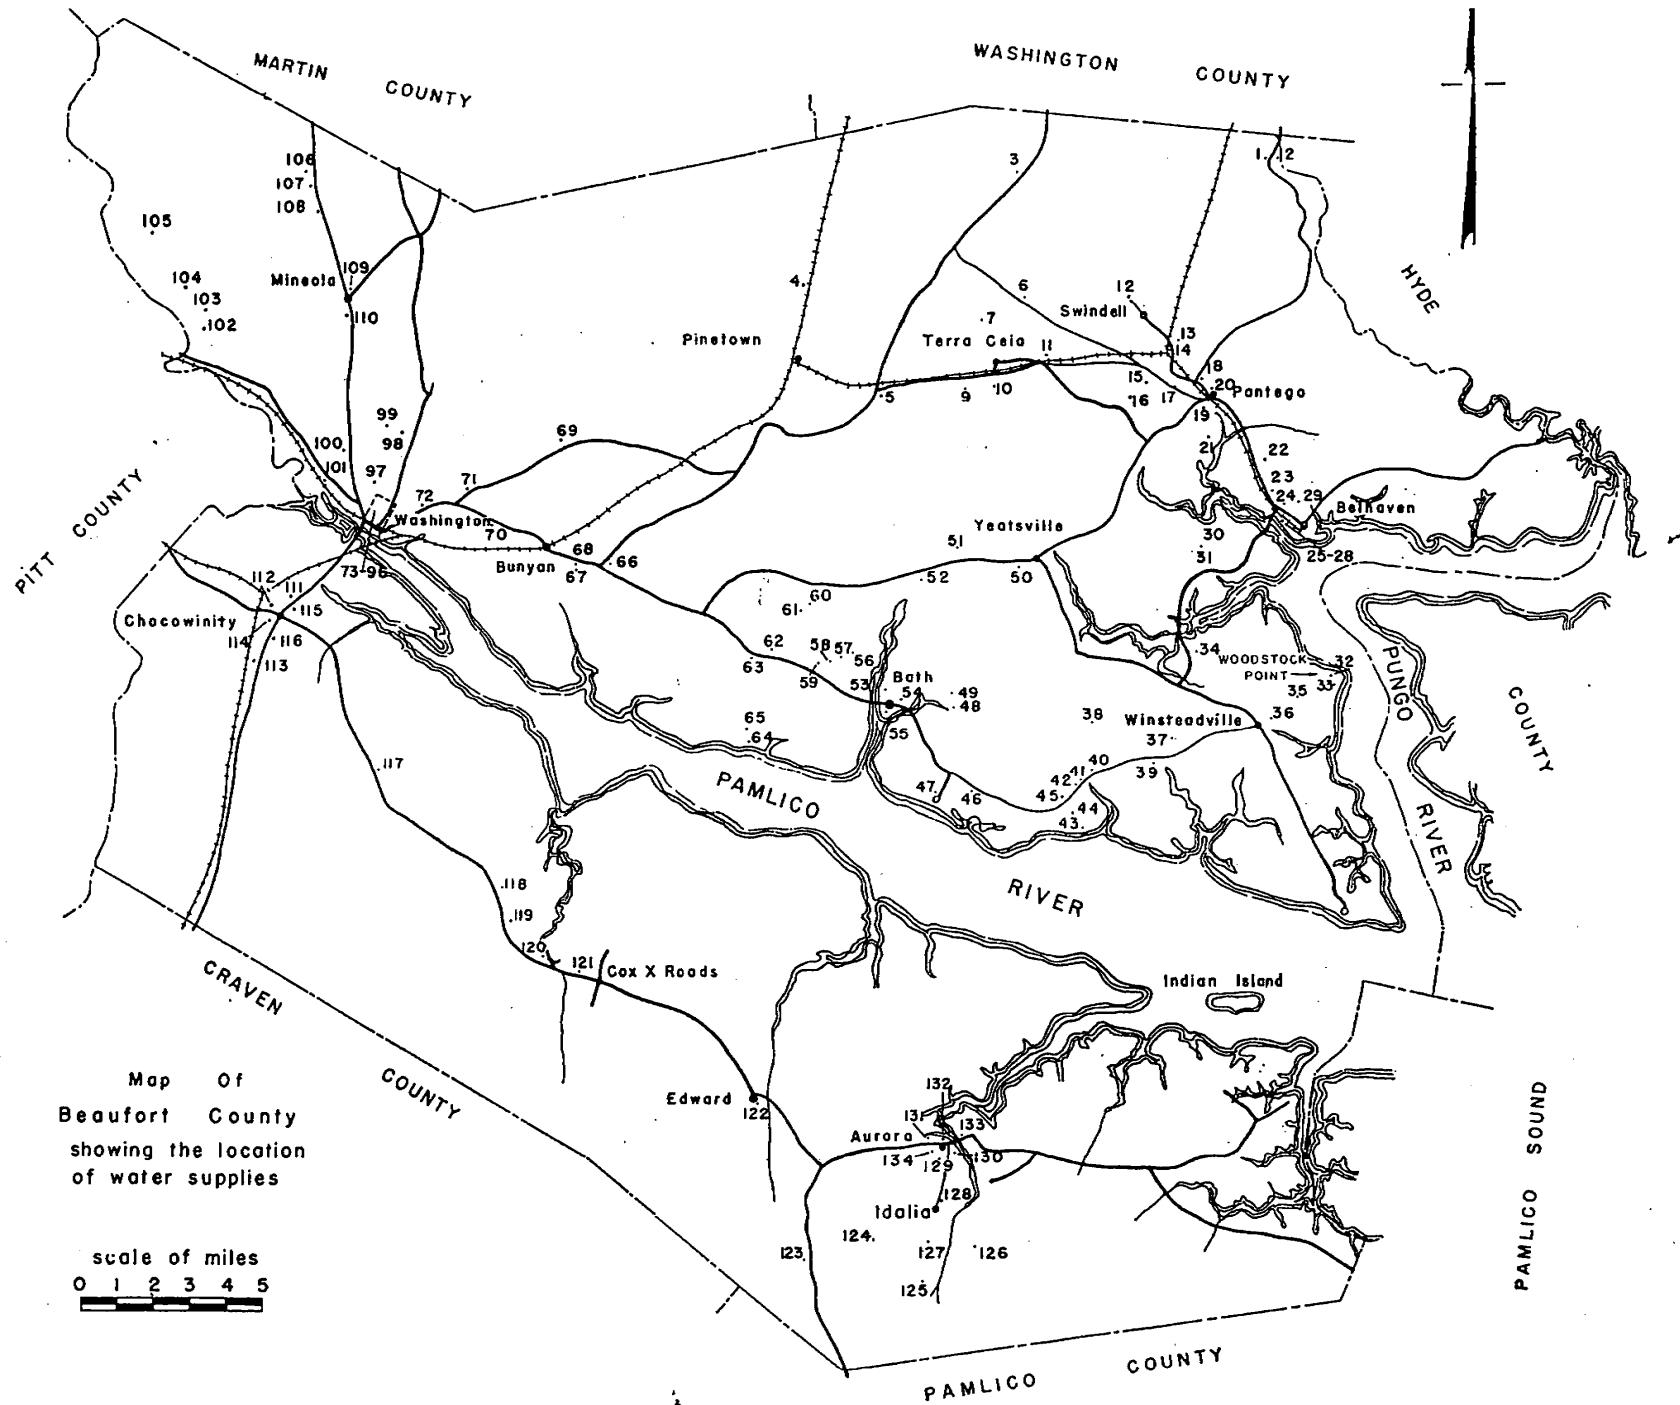 MARTIN COUNTY
WASHINGTON COUNTY
HYDE
COUNTY
PITT COUNTY
CRAVEN
COUNTY
PAMLICO COUNTY
PAMLICO SOUND
PAMLICO
RIVER
PUNGO
RIVER
1 2
3
106
107
108
105
104
103
102
109
Mineola
110
4
6
12
Swindell
7
13
14
Pinetown
Terra Ceia
11
5
9
10
15
16
17
18
20
Pantego
19
21
22
23
24 29
Belhaven
25-28
30
31
99
98
100
101
97
69
71
72
Washington
70
Bunyan
68
67
66
73-96
Yeatsville
51
52
50
60
61
112
111
115
Chocowinity
114
116
113
62
63
58
57
56
59
53
Bath
54
49
48
55
65
64
34
WOODSTOCK
POINT
32
33
35
36
38
Winsteadville
37
39
40
41
42
45
44
43
46
47
117
118
119
120
121
Cox X Roads
Indian Island
Edward
122
132
131
133
Aurora
134
129
130
128
Idalia
124
123
127
126
125
Map Of
Beaufort County
showing the location
of water supplies
scale of miles
0 1 2 3 4 5